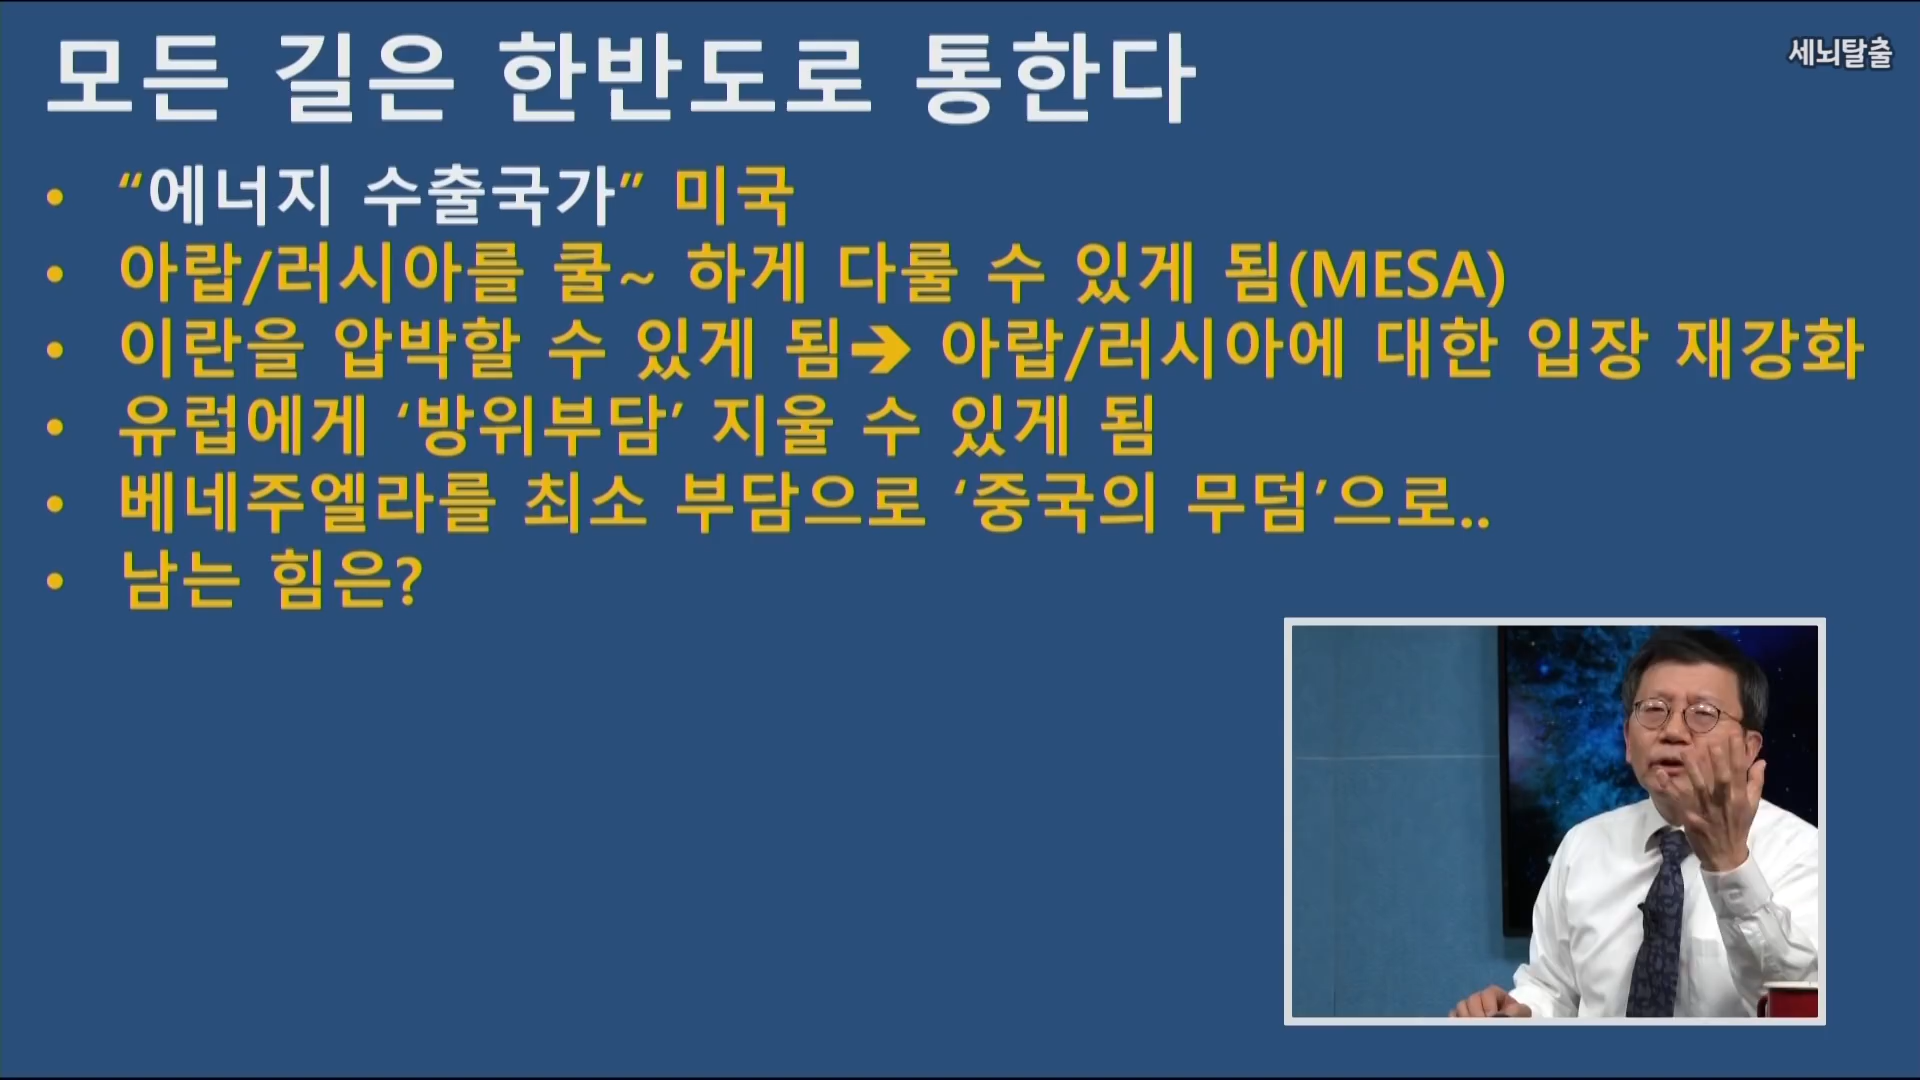 모든 길은 한반도로 통한다
세뇌탈출
• “에너지 수출국가” 미국
• 아랍/러시아를 쿨~ 하게 다룰 수 있게 됨(MESA)
• 이란을 압박할 수 있게 됨➔ 아랍/러시아에 대한 입장 재강화
• 유럽에게 ‘방위부담’ 지울 수 있게 됨
• 베네주엘라를 최소 부담으로 ‘중국의 무덤’으로..
• 남는 힘은?